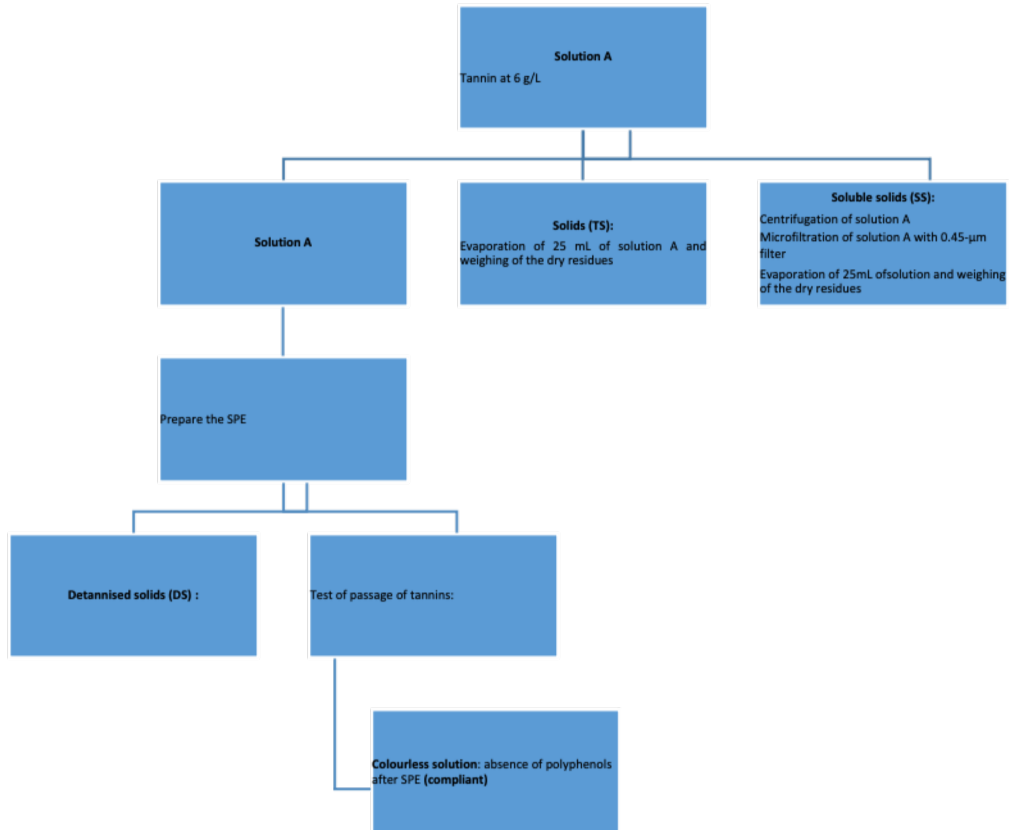 Solution A
Tannin at 6 g/L
Solution A
Solids (TS):
Evaporation of 25 mL of solution A and
weighing of the dry residues
Soluble solids (SS):
Centrifugation of solution A
Microfiltration of solution A with 0.45-µm
filter
Evaporation of 25mL ofsolution and weighing
of the dry residues
Prepare the SPE
Detannised solids (DS) :
Test of passage of tannins:
Colourless solution: absence of polyphenols
after SPE (compliant)